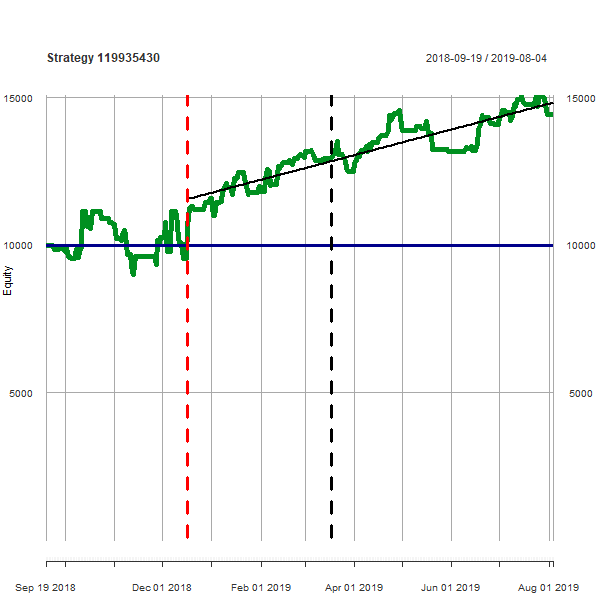 Strategy 119935430
2018-09-19 / 2019-08-04
15000
15000
10000
10000
Equity
5000
5000
Sep 19 2018
Dec 01 2018
Feb 01 2019
Apr 01 2019
Jun 01 2019
Aug 01 2019